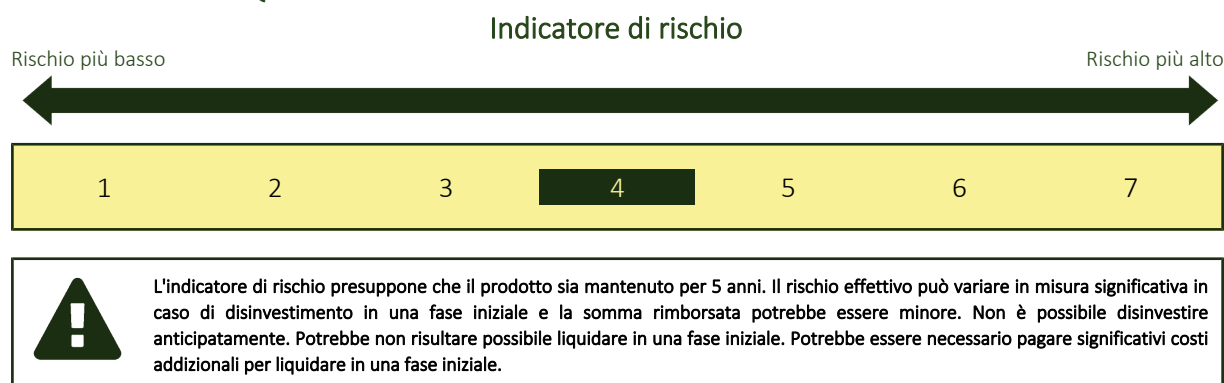 Indicatore di rischio
Rischio più basso
Rischio più alto
1 2 3 4 5 6 7
L'indicatore di rischio presuppone che il prodotto sia mantenuto per 5 anni. Il rischio effettivo può variare in misura significativa in
caso di disinvestimento in una fase iniziale e la somma rimborsata potrebbe essere minore. Non è possibile disinvestire
anticipatamente. Potrebbe non risultare possibile liquidare in una fase iniziale. Potrebbe essere necessario pagare significativi costi
addizionali per liquidare in una fase iniziale.